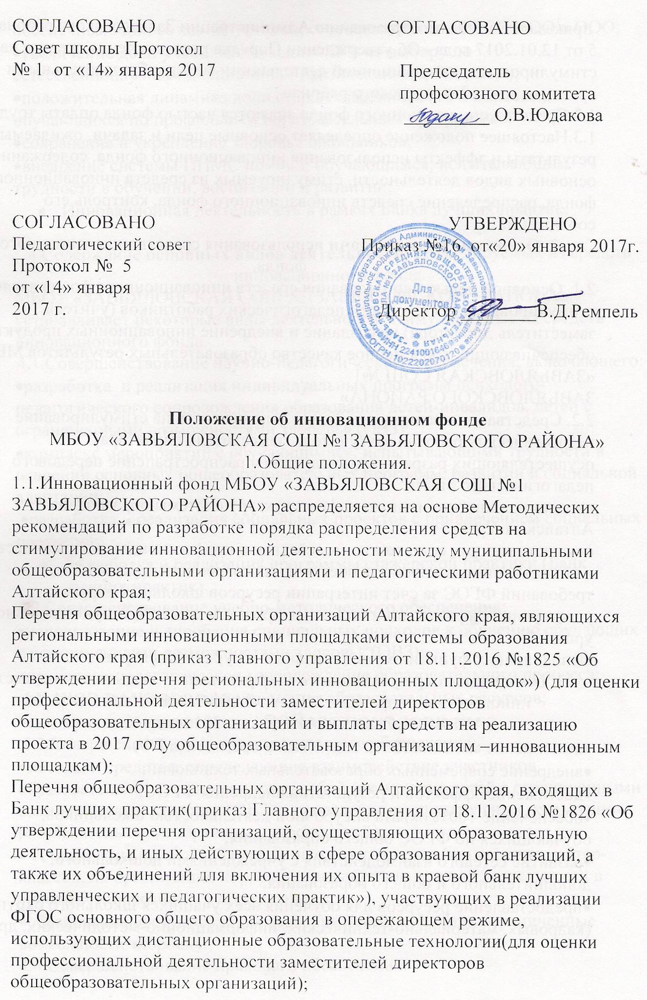 СОГЛАСОВАНО
Совет школы Протокол
№ 1 от «14» января 2017
СОГЛАСОВАНО
Председатель
профсоюзного комитета
_________ О.В.Юдакова
СОГЛАСОВАНО
Педагогический совет
Протокол № 5
от «14» января
2017 г.
УТВЕРЖДЕНО
Приказ №16 от«20» января 2017г.
Директор ________В.Д.Ремпель
Для
документов
ИНН 2241001646
ОГРН 1022202070120
Положение об инновационном фонде
МБОУ «ЗАВЬЯЛОВСКАЯ СОШ №1ЗАВЬЯЛОВСКОГО РАЙОНА»
1.Общие положения.
1.1.Инновационный фонд МБОУ «ЗАВЬЯЛОВСКАЯ СОШ №1
ЗАВЬЯЛОВСКОГО РАЙОНА» распределяется на основе Методических
рекомендаций по разработке порядка распределения средств на
стимулирование инновационной деятельности между муниципальными
общеобразовательными организациями и педагогическими работниками
Алтайского края;
Перечня общеобразовательных организаций Алтайского края, являющихся
региональными инновационными площадками системы образования
Алтайского края (приказ Главного управления от 18.11.2016 №1825 «Об
утверждении перечня региональных инновационных площадок») (для оценки
профессиональной деятельности заместителей директоров
общеобразовательных организаций и выплаты средств на реализацию
проекта в 2017 году общеобразовательным организациям –инновационным
площадкам);
Перечня общеобразовательных организаций Алтайского края, входящих в
Банк лучших практик(приказ Главного управления от 18.11.2016 №1826 «Об
утверждении перечня организаций, осуществляющих образовательную
деятельность, и иных действующих в сфере образования организаций, а
также их объединений для включения их опыта в краевой банк лучших
управленческих и педагогических практик»), участвующих в реализации
ФГОС основного общего образования в опережающем режиме,
использующих дистанционные образовательные технологии(для оценки
профессиональной деятельности заместителей директоров
общеобразовательных организаций);